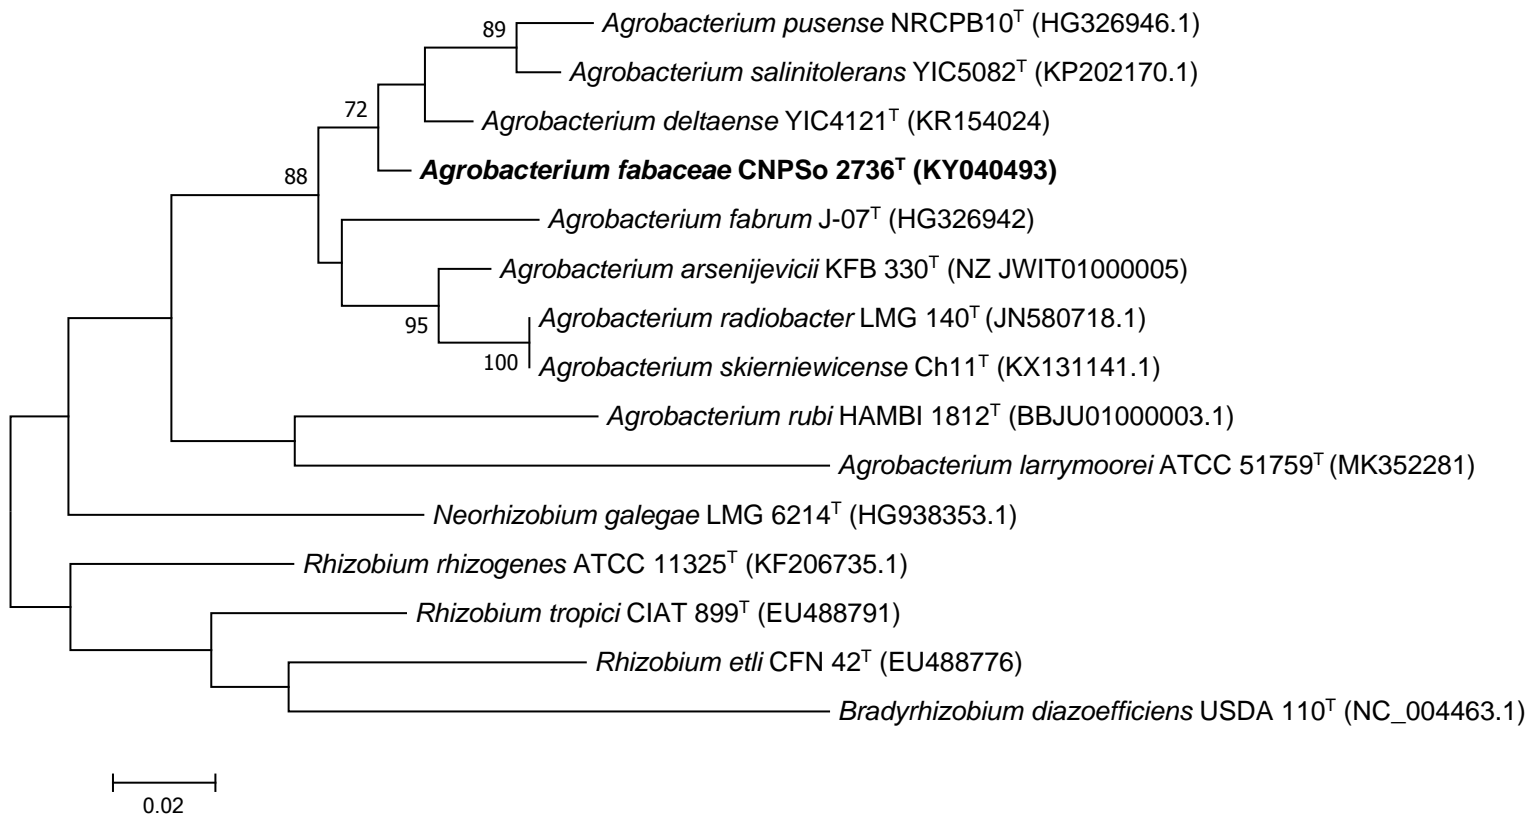 89
Agrobacterium pusense NRCPB10ᵀ (HG326946.1)
Agrobacterium salinitolerans YIC5082ᵀ (KP202170.1)
72
Agrobacterium deltaense YIC4121ᵀ (KR154024)
Agrobacterium fabaceae CNPSo 2736ᵀ (KY040493)
88
Agrobacterium fabrum J-07ᵀ (HG326942)
Agrobacterium arsenijevicii KFB 330ᵀ (NZ JWIT01000005)
95
Agrobacterium radiobacter LMG 140ᵀ (JN580718.1)
100
Agrobacterium skierniewicense Ch11ᵀ (KX131141.1)
Agrobacterium rubi HAMBI 1812ᵀ (BBJU01000003.1)
Agrobacterium larrymoorei ATCC 51759ᵀ (MK352281)
Neorhizobium galegae LMG 6214ᵀ (HG938353.1)
Rhizobium rhizogenes ATCC 11325ᵀ (KF206735.1)
Rhizobium tropici CIAT 899ᵀ (EU488791)
Rhizobium etli CFN 42ᵀ (EU488776)
Bradyrhizobium diazoefficiens USDA 110ᵀ (NC_004463.1)
0.02